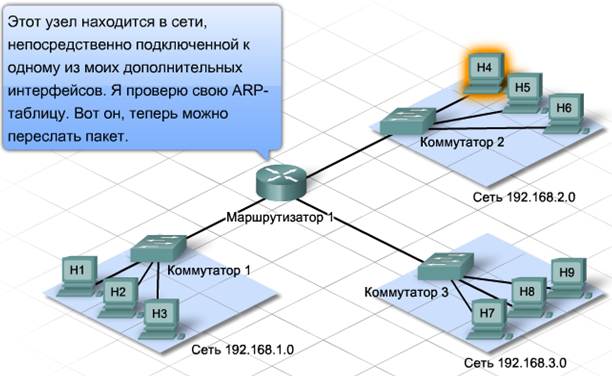 Этот узел находится в сети,
непосредственно подключенной к
одному из моих дополнительных
интерфейсов. Я проверю свою ARP-
таблицу. Вот он, теперь можно
переслать пакет.
H4
H5
H6
Коммутатор 2
Сеть 192.168.2.0
Маршрутизатор 1
H1
H2
H3
Коммутатор 1
Сеть 192.168.1.0
H9
H8
H7
Коммутатор 3
Сеть 192.168.3.0